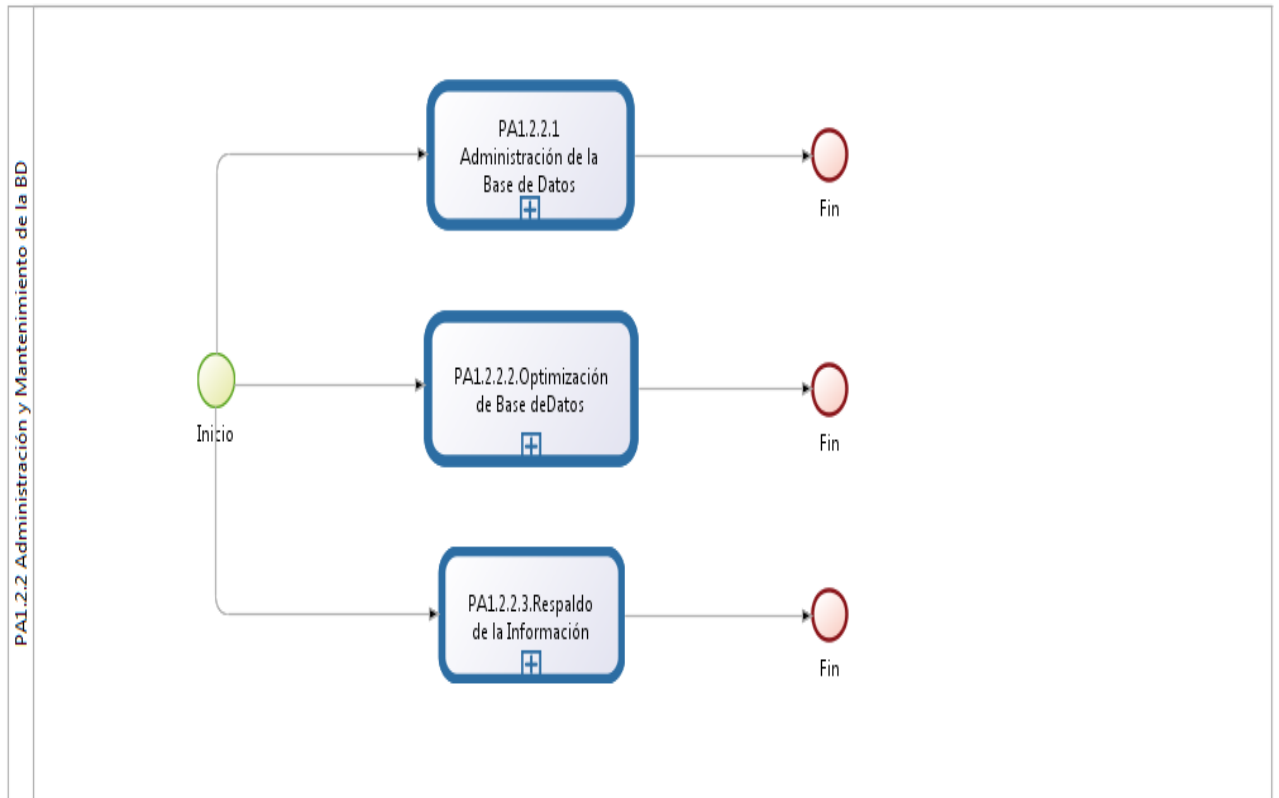 PA1.2.2 Administración y Mantenimiento de la BD
PA1.2.2.1
Administración de la
Base de Datos
Fin
Inicio
PA1.2.2.2.Optimización
de Base deDatos
Fin
PA1.2.2.3.Respaldo
de la Información
Fin